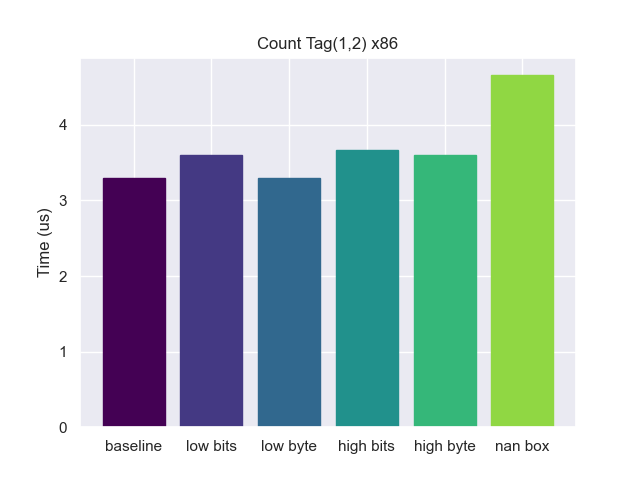 Count Tag(1,2) x86
Time (us)
4
3
2
1
0
baseline low bits low byte high bits high byte nan box